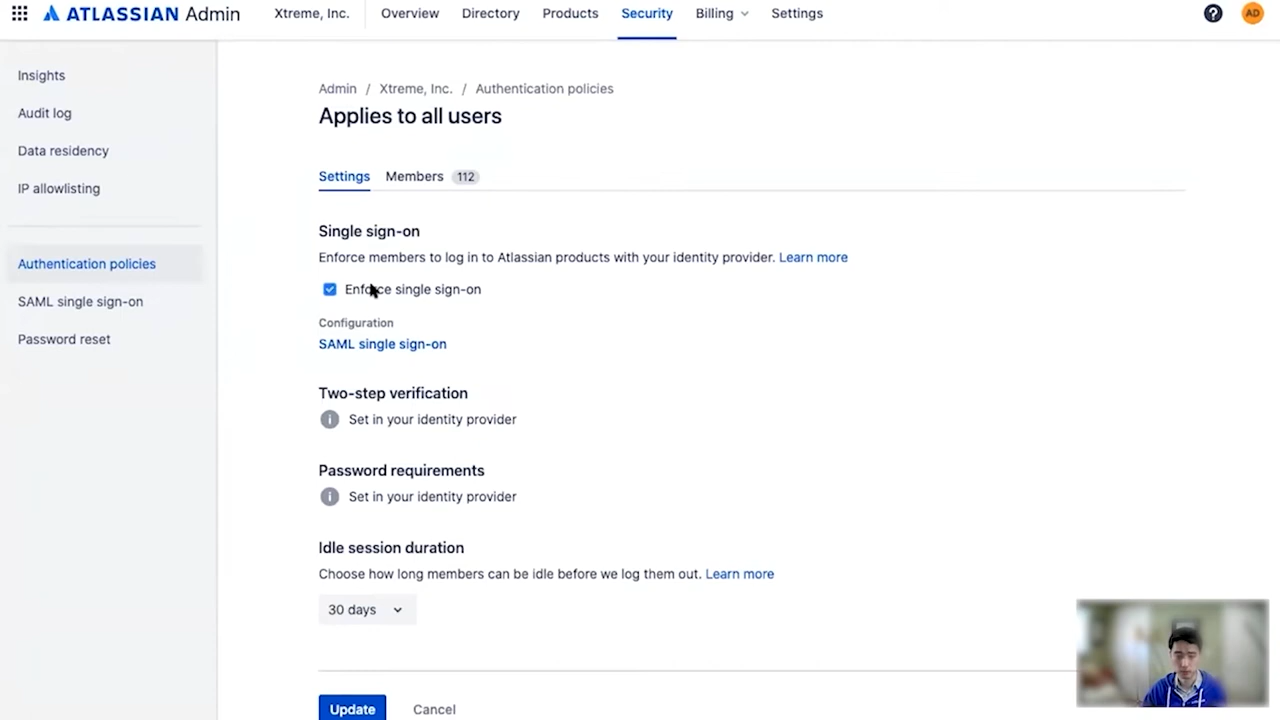 ATLASSIAN Admin Xtreme, Inc. Overview Directory Products Security Billing Settings ? AD
Insights
Audit log
Data residency
IP allowlisting
Authentication policies
SAML single sign-on
Password reset
Admin / Xtreme, Inc. / Authentication policies
Applies to all users
Settings Members 112
Single sign-on
Enforce members to log in to Atlassian products with your identity provider. Learn more
Enforce single sign-on
Configuration
SAML single sign-on
Two-step verification
Set in your identity provider
Password requirements
Set in your identity provider
Idle session duration
Choose how long members can be idle before we log them out. Learn more
30 days
Update Cancel